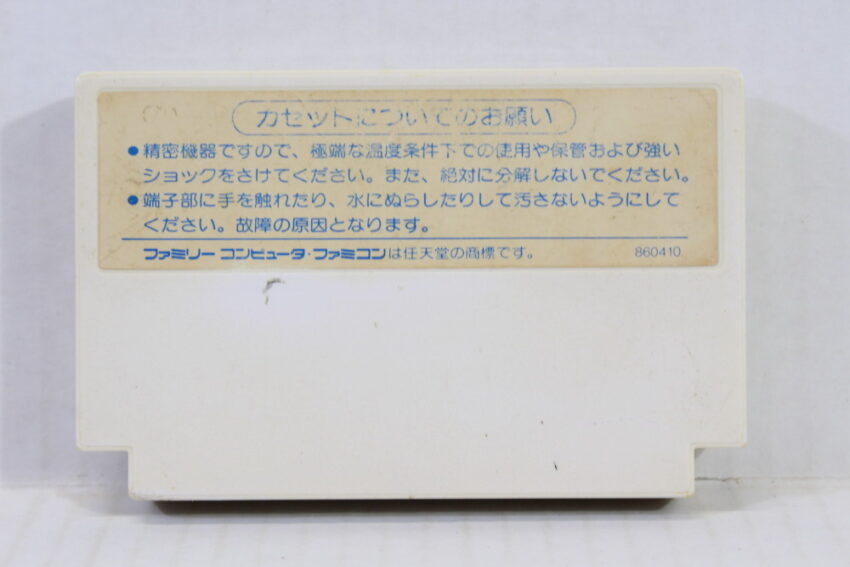 カセットについてのお願い
●精密機器ですので、極端な温度条件下での使用や保管および強い
ショックをさけてください。また、絶対に分解しないでください。
●端子部に手を触れたり、水にぬらしたりして汚さないようにして
ください。故障の原因となります。
ファミリー コンピュータ・ファミコンは任天堂の商標です。 860410